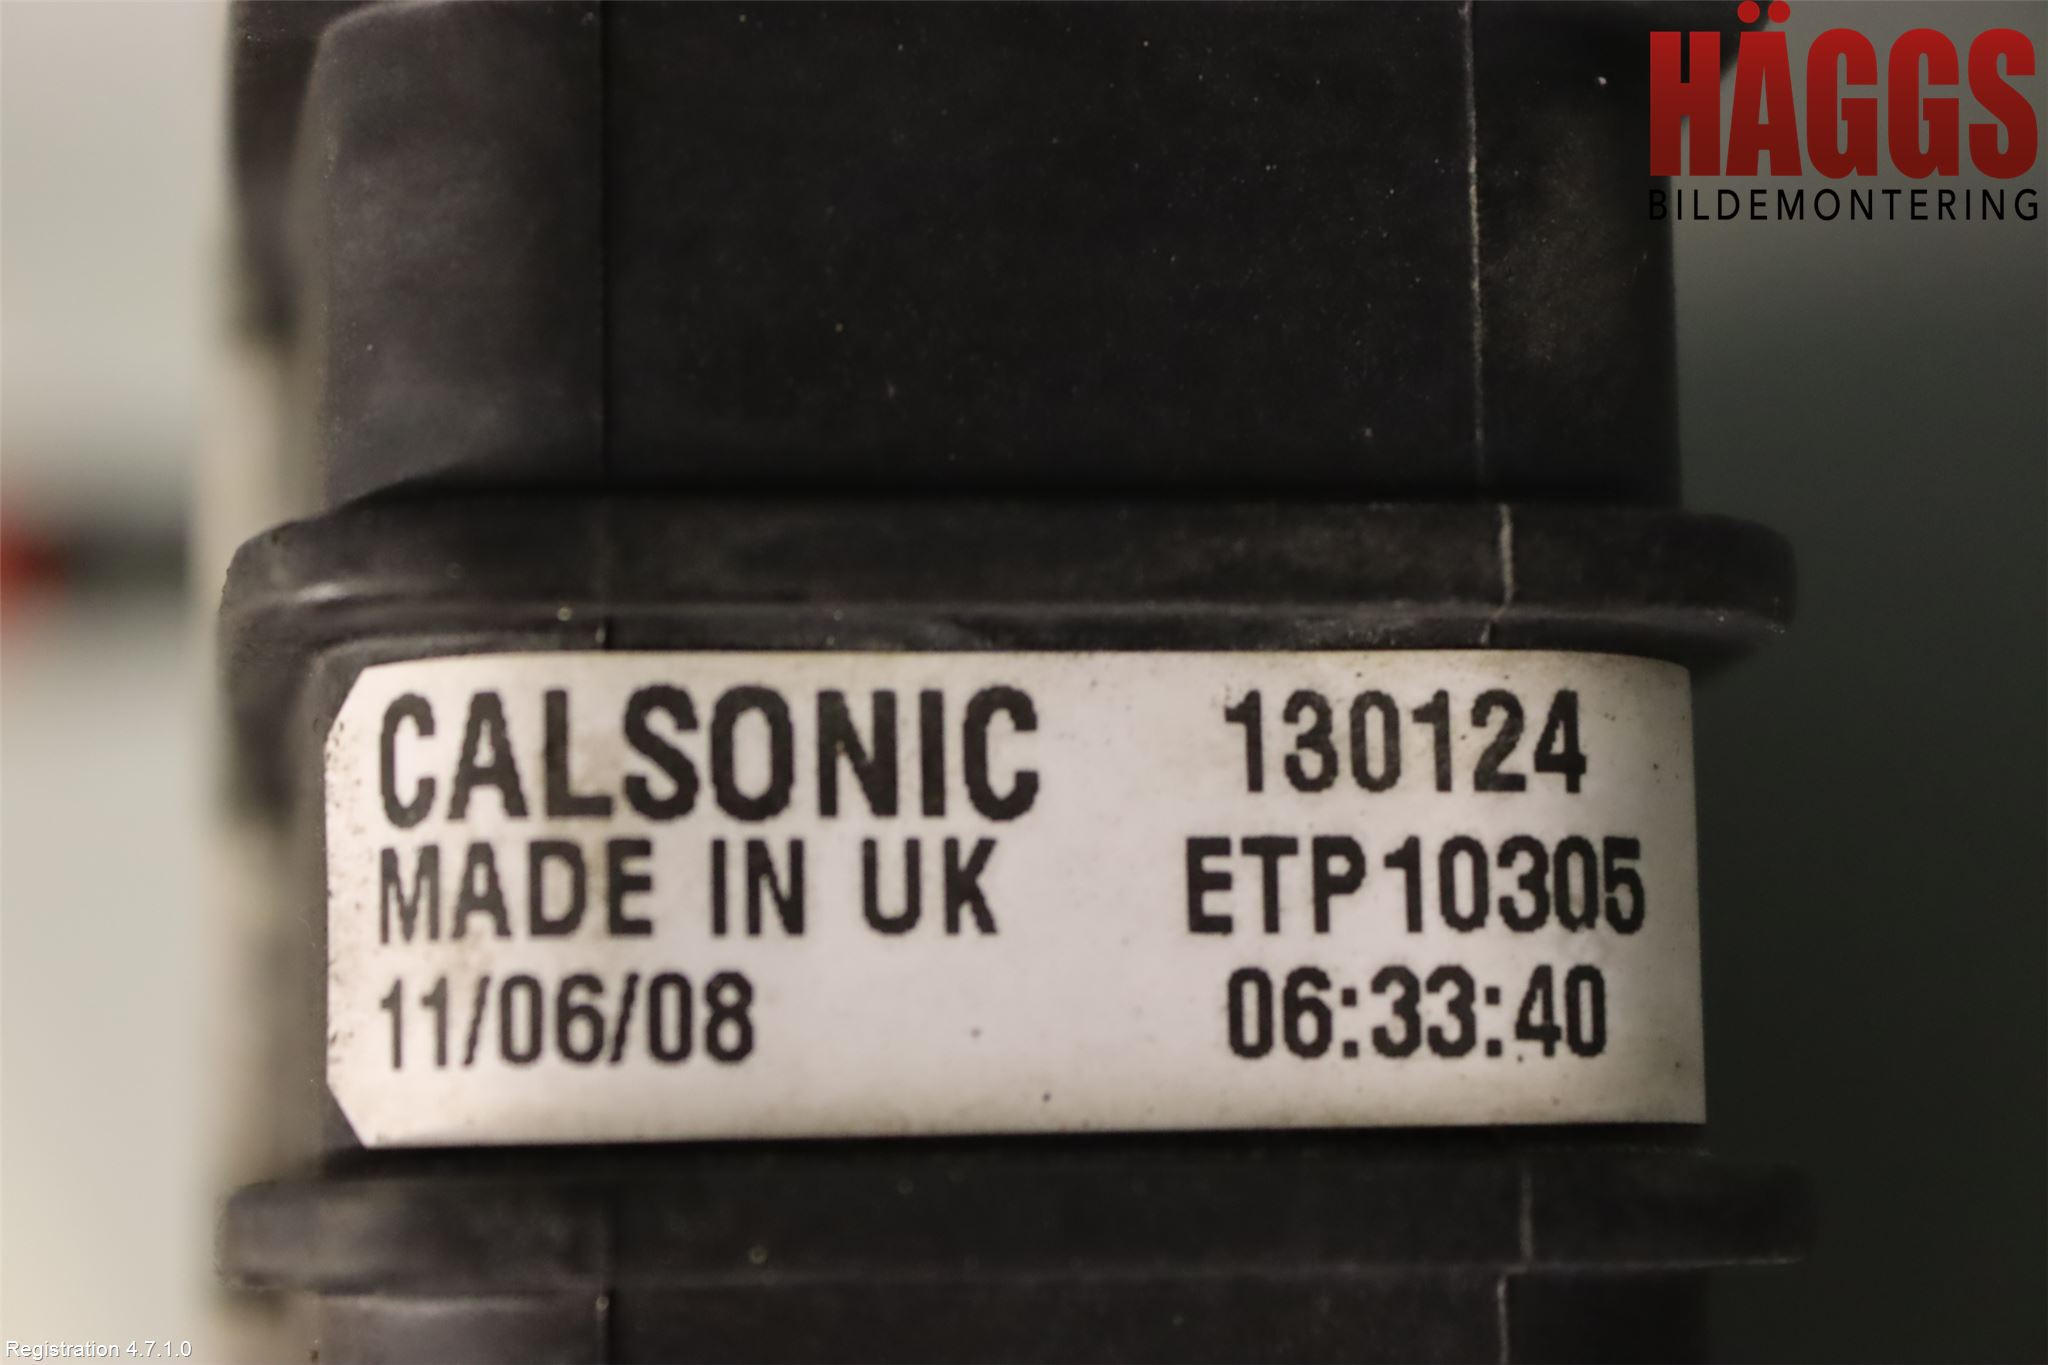 HÄGGS
BILDEMONTERING
CALSONIC 130124
MADE IN UK ETP10305
11/06/08 06:33:40
Registration 4.7.1.0